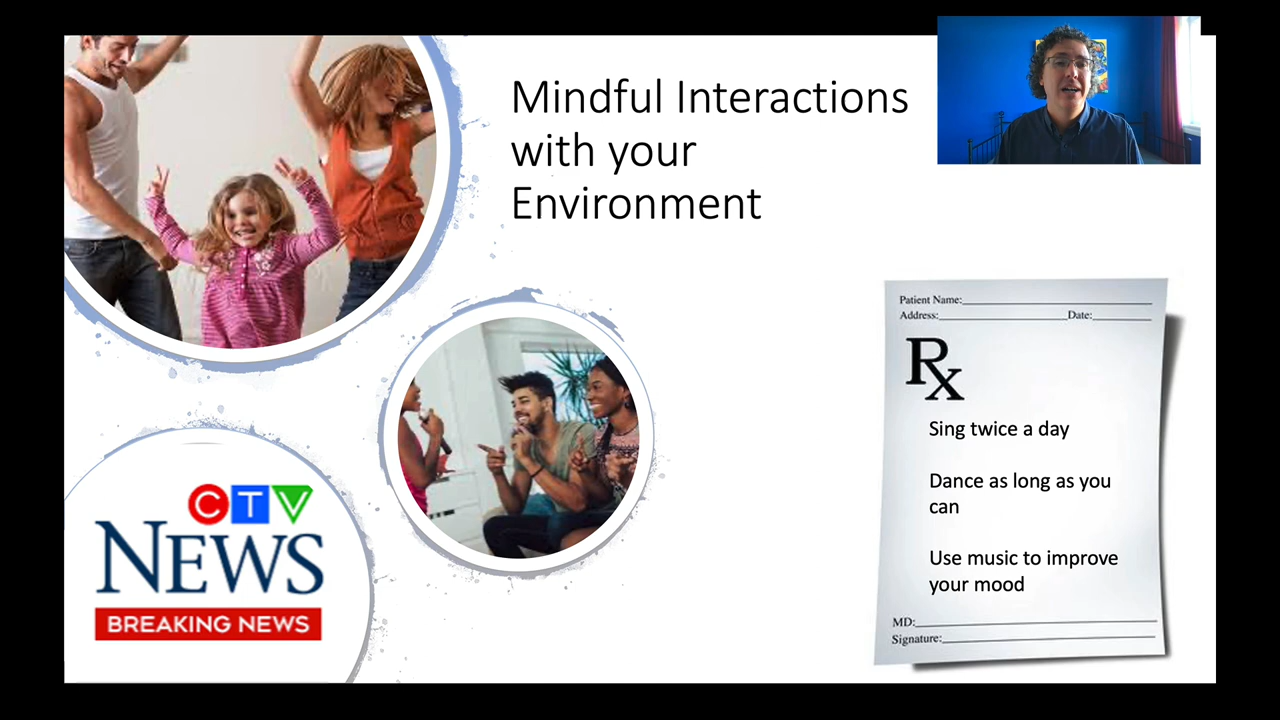 Mindful Interactions
with your
Environment
Patient Name:
Address: Date:
Rx
Sing twice a day
Dance as long as you
can
Use music to improve
your mood
MD:
Signature:
CTV
NEWS
BREAKING NEWS